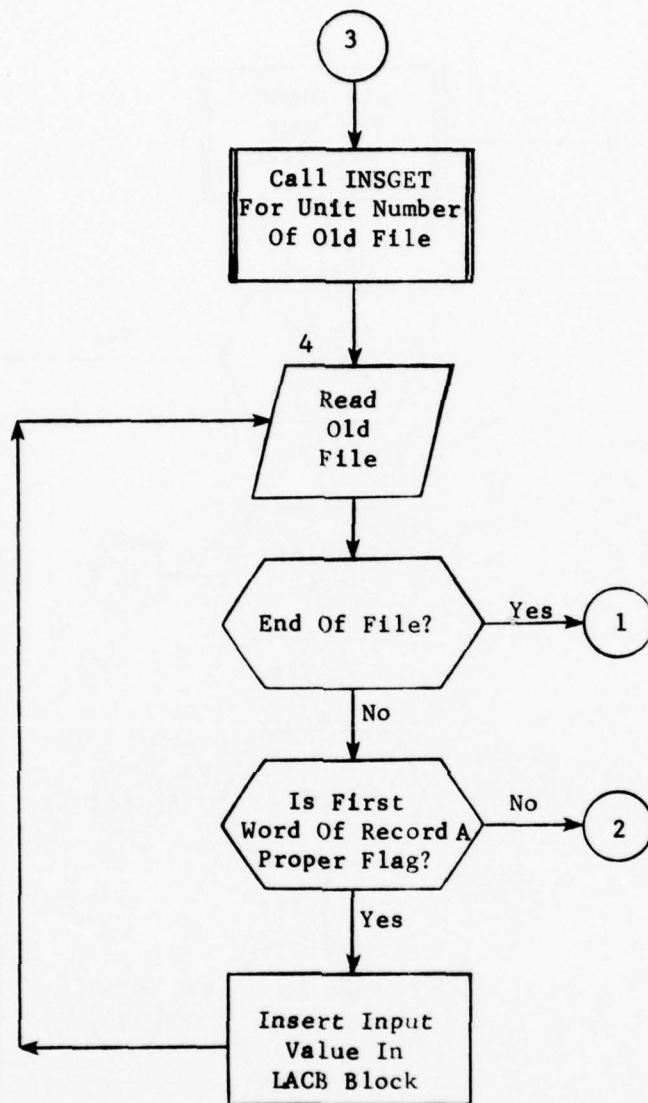 3
Call INSGET
For Unit Number
Of Old File
4
Read
Old
File
End Of File?
Yes
1
No
Is First
Word Of Record A
Proper Flag?
No
2
Yes
Insert Input
Value In
LACB Block